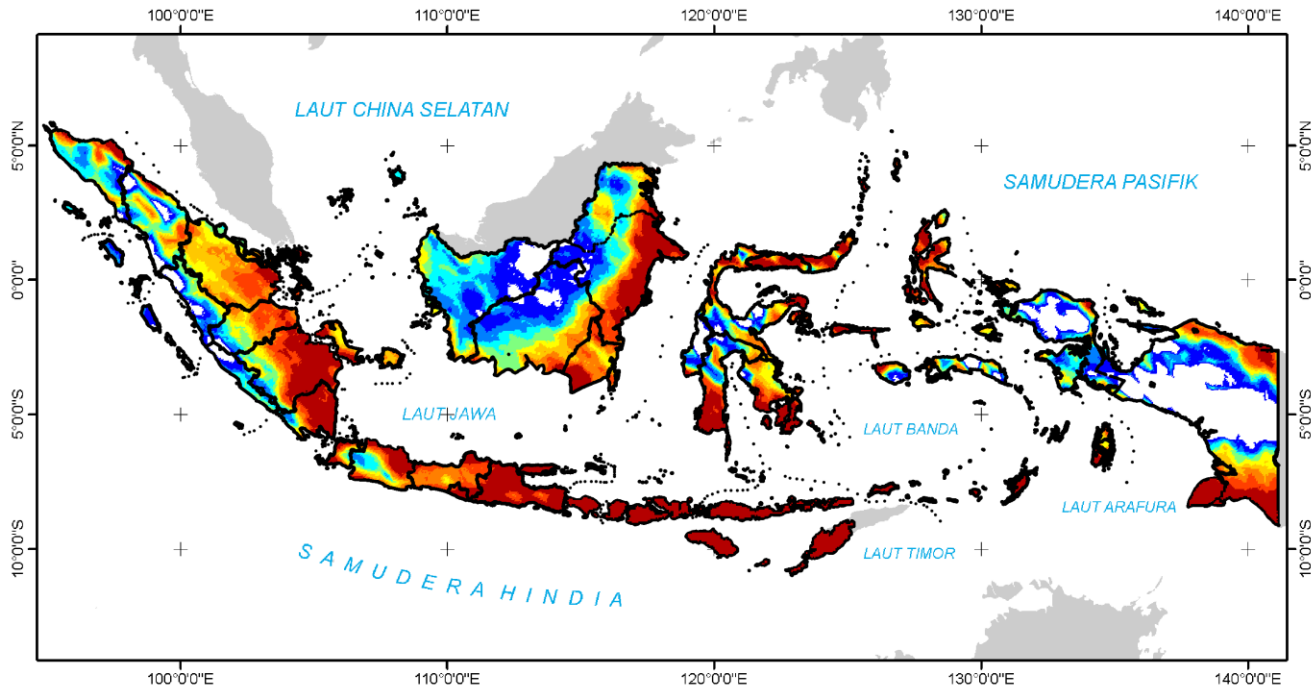 100°0'0"E 110°0'0"E 120°0'0"E 130°0'0"E 140°0'0"E
LAUT CHINA SELATAN
5°0'0"N 5°0'0"N
SAMUDERA PASIFIK
0°0'0" 0°0'0"
LAUT JAWA
5°0'0"S 5°0'0"S
LAUT BANDA
LAUT ARAFURA
10°0'0"S 10°0'0"S
LAUT TIMOR
SAMUDERA HINDIA
100°0'0"E 110°0'0"E 120°0'0"E 130°0'0"E 140°0'0"E